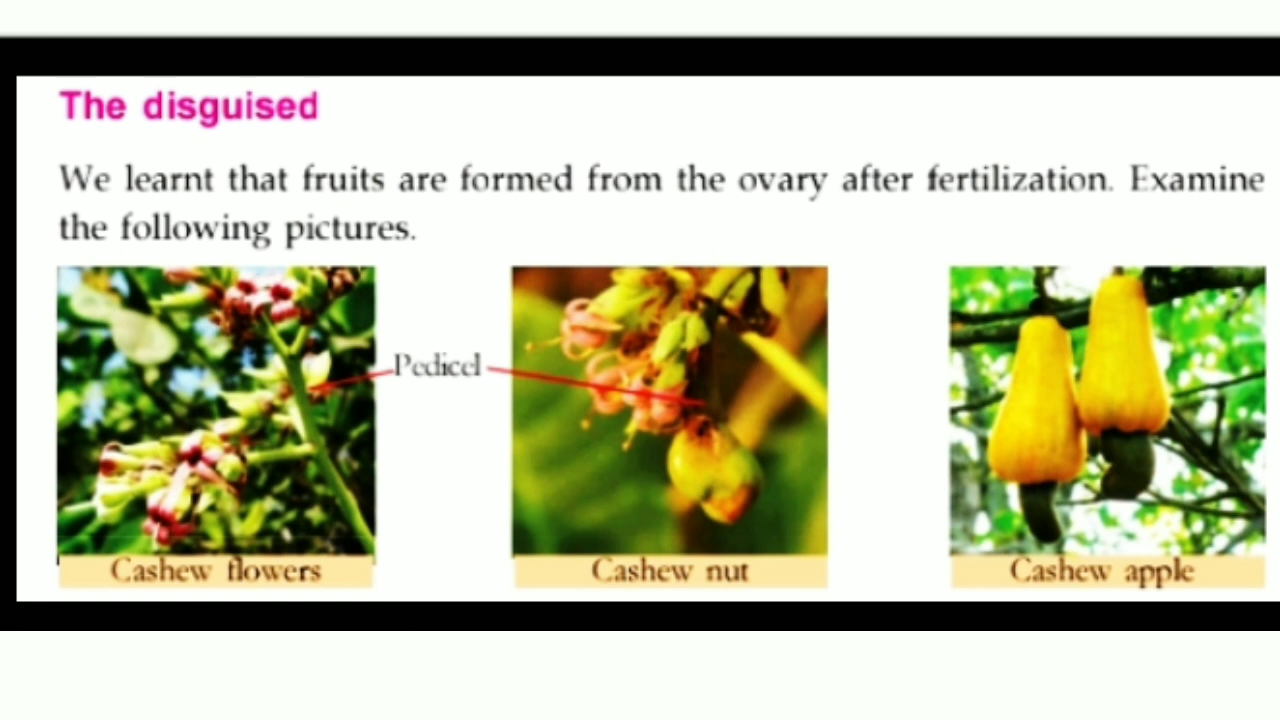 The disguised
We learnt that fruits are formed from the ovary after fertilization. Examine
the following pictures.
Pedicel
Cashew flowers
Cashew nut
Cashew apple